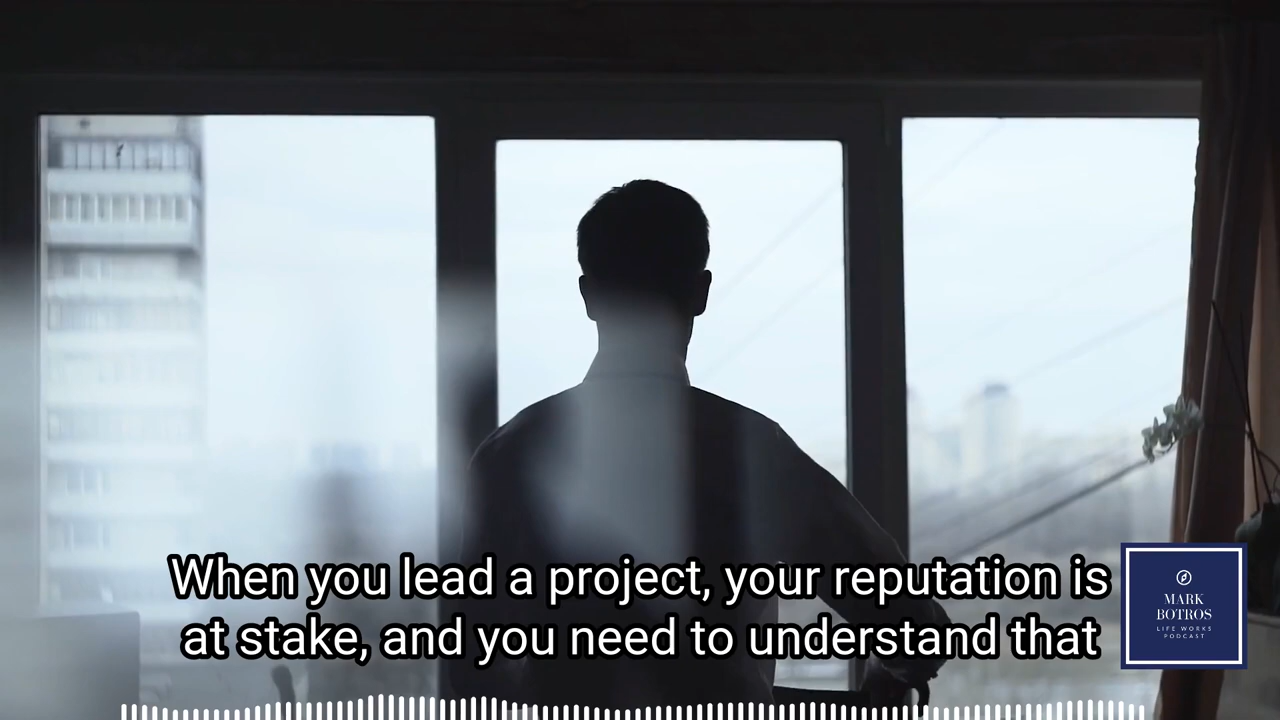 When you lead a project, your reputation is
at stake, and you need to understand that
MARK
BOTROS
LIFE WORKS
PODCAST